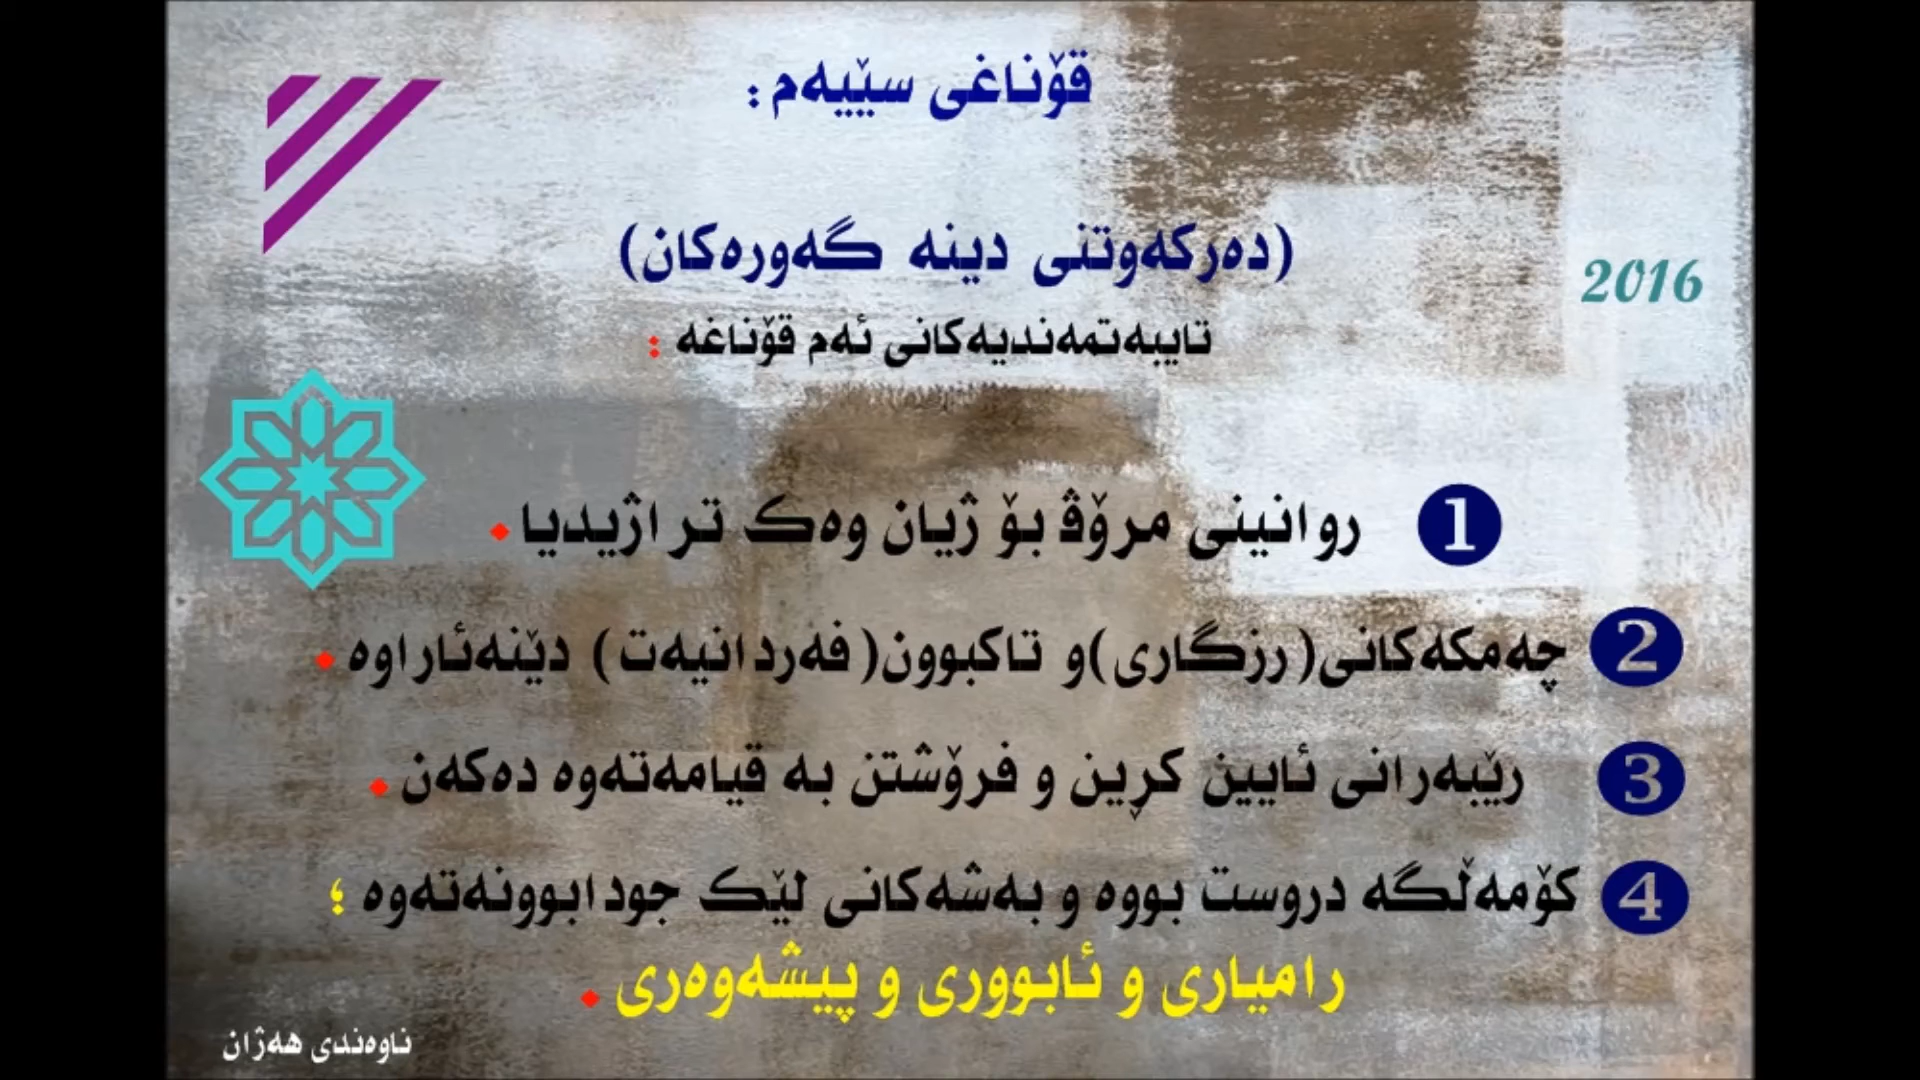 قۆناغی سێیەم :
(دەرکەوتنی دینە گەورەکان)
2016
تایبەتمەندیەکانی ئەم قۆناغە :
1 روانینی مرۆڤ بۆ ژیان وەک تراژیدیا.
2 چەمکەکانی(رزگاری)و تاکبوون(فەردانیەت) دێنەئاراوە.
3 رێبەرانی ئایین کڕین و فرۆشتن بە قیامەتەوە دەکەن.
4 کۆمەڵگە دروست بووە و بەشەکانی لێک جودابوونەتەوە ؛
رامیاری و ئابووری و پیشەوەری.
ناوەندی هەژان